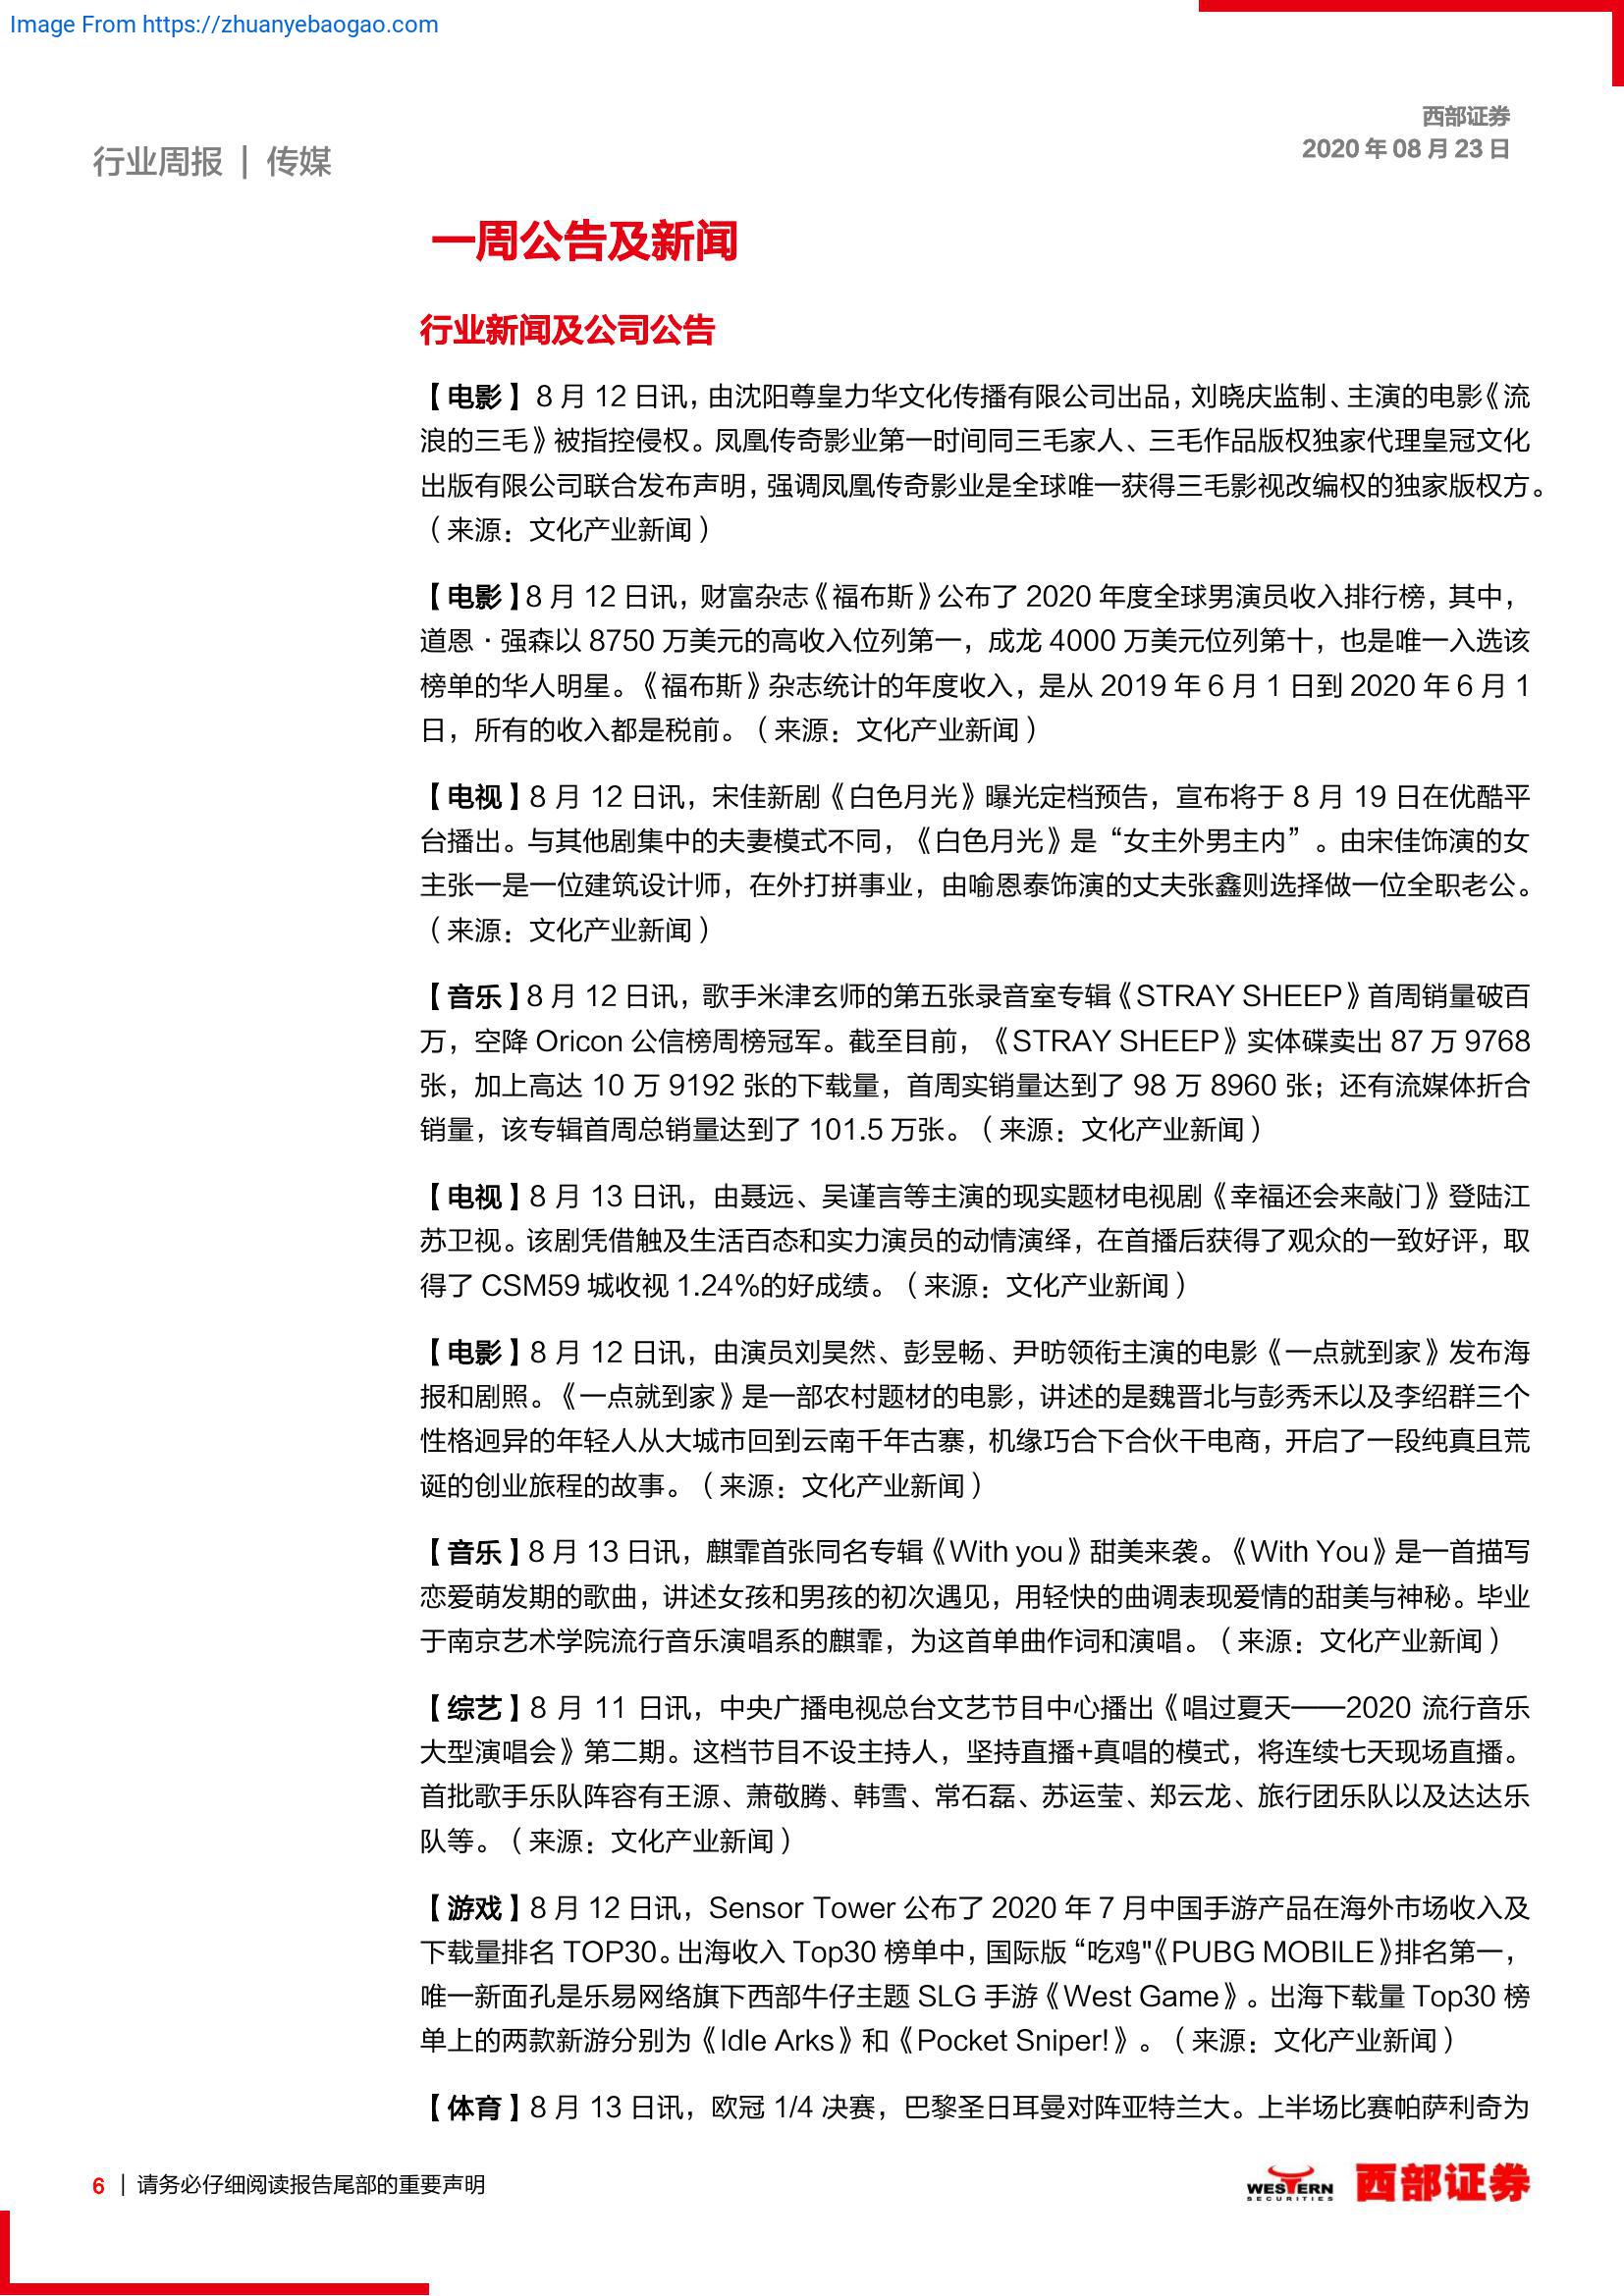 Image From https://zhuanyebaogao.com
西部证券
2020 年 08 月 23 日
行业周报 | 传媒
一周公告及新闻
行业新闻及公司公告
【电影】8 月 12 日讯，由沈阳尊皇力华文化传播有限公司出品，刘晓庆监制、主演的电影《流
浪的三毛》被指控侵权。凤凰传奇影业第一时间同三毛家人、三毛作品版权独家代理皇冠文化
出版有限公司联合发布声明，强调凤凰传奇影业是全球唯一获得三毛影视改编权的独家版权方。
（来源：文化产业新闻）
【电影】8 月 12 日讯，财富杂志《福布斯》公布了 2020 年度全球男演员收入排行榜，其中，
道恩·强森以 8750 万美元的高收入位列第一，成龙 4000 万美元位列第十，也是唯一入选该
榜单的华人明星。《福布斯》杂志统计的年度收入，是从 2019 年 6 月 1 日到 2020 年 6 月 1
日，所有的收入都是税前。（来源：文化产业新闻）
【电视】8 月 12 日讯，宋佳新剧《白色月光》曝光定档预告，宣布将于 8 月 19 日在优酷平
台播出。与其他剧集中的夫妻模式不同，《白色月光》是“女主外男主内”。由宋佳饰演的女
主张一是一位建筑设计师，在外打拼事业，由喻恩泰饰演的丈夫张鑫则选择做一位全职老公。
（来源：文化产业新闻）
【音乐】8 月 12 日讯，歌手米津玄师的第五张录音室专辑《STRAY SHEEP》首周销量破百
万，空降 Oricon 公信榜周榜冠军。截至目前，《STRAY SHEEP》实体碟卖出 87 万 9768
张，加上高达 10 万 9192 张的下载量，首周实销量达到了 98 万 8960 张；还有流媒体折合
销量，该专辑首周总销量达到了 101.5 万张。（来源：文化产业新闻）
【电视】8 月 13 日讯，由聂远、吴谨言等主演的现实题材电视剧《幸福还会来敲门》登陆江
苏卫视。该剧凭借触及生活百态和实力演员的动情演绎，在首播后获得了观众的一致好评，取
得了 CSM59 城收视 1.24%的好成绩。（来源：文化产业新闻）
【电影】8 月 12 日讯，由演员刘昊然、彭昱畅、尹昉领衔主演的电影《一点就到家》发布海
报和剧照。《一点就到家》是一部农村题材的电影，讲述的是魏晋北与彭秀禾以及李绍群三个
性格迥异的年轻人从大城市回到云南千年古寨，机缘巧合下合伙干电商，开启了一段纯真且荒
诞的创业旅程的故事。（来源：文化产业新闻）
【音乐】8 月 13 日讯，麒霏首张同名专辑《With you》甜美来袭。《With You》是一首描写
恋爱萌发期的歌曲，讲述女孩和男孩的初次遇见，用轻快的曲调表现爱情的甜美与神秘。毕业
于南京艺术学院流行音乐演唱系的麒霏，为这首单曲作词和演唱。（来源：文化产业新闻）
【综艺】8 月 11 日讯，中央广播电视总台文艺节目中心播出《唱过夏天——2020 流行音乐
大型演唱会》第二期。这档节目不设主持人，坚持直播+真唱的模式，将连续七天现场直播。
首批歌手乐队阵容有王源、萧敬腾、韩雪、常石磊、苏运莹、郑云龙、旅行团乐队以及达达乐
队等。（来源：文化产业新闻）
【游戏】8 月 12 日讯，Sensor Tower 公布了 2020 年 7 月中国手游产品在海外市场收入及
下载量排名 TOP30。出海收入 Top30 榜单中，国际版“吃鸡"《PUBG MOBILE》排名第一，
唯一新面孔是乐易网络旗下西部牛仔主题 SLG 手游《West Game》。出海下载量 Top30 榜
单上的两款新游分别为《Idle Arks》和《Pocket Sniper!》。（来源：文化产业新闻）
【体育】8 月 13 日讯，欧冠 1/4 决赛，巴黎圣日耳曼对阵亚特兰大。上半场比赛帕萨利奇为
6 | 请务必仔细阅读报告尾部的重要声明
WESTERN
SECURITIES
西部证券